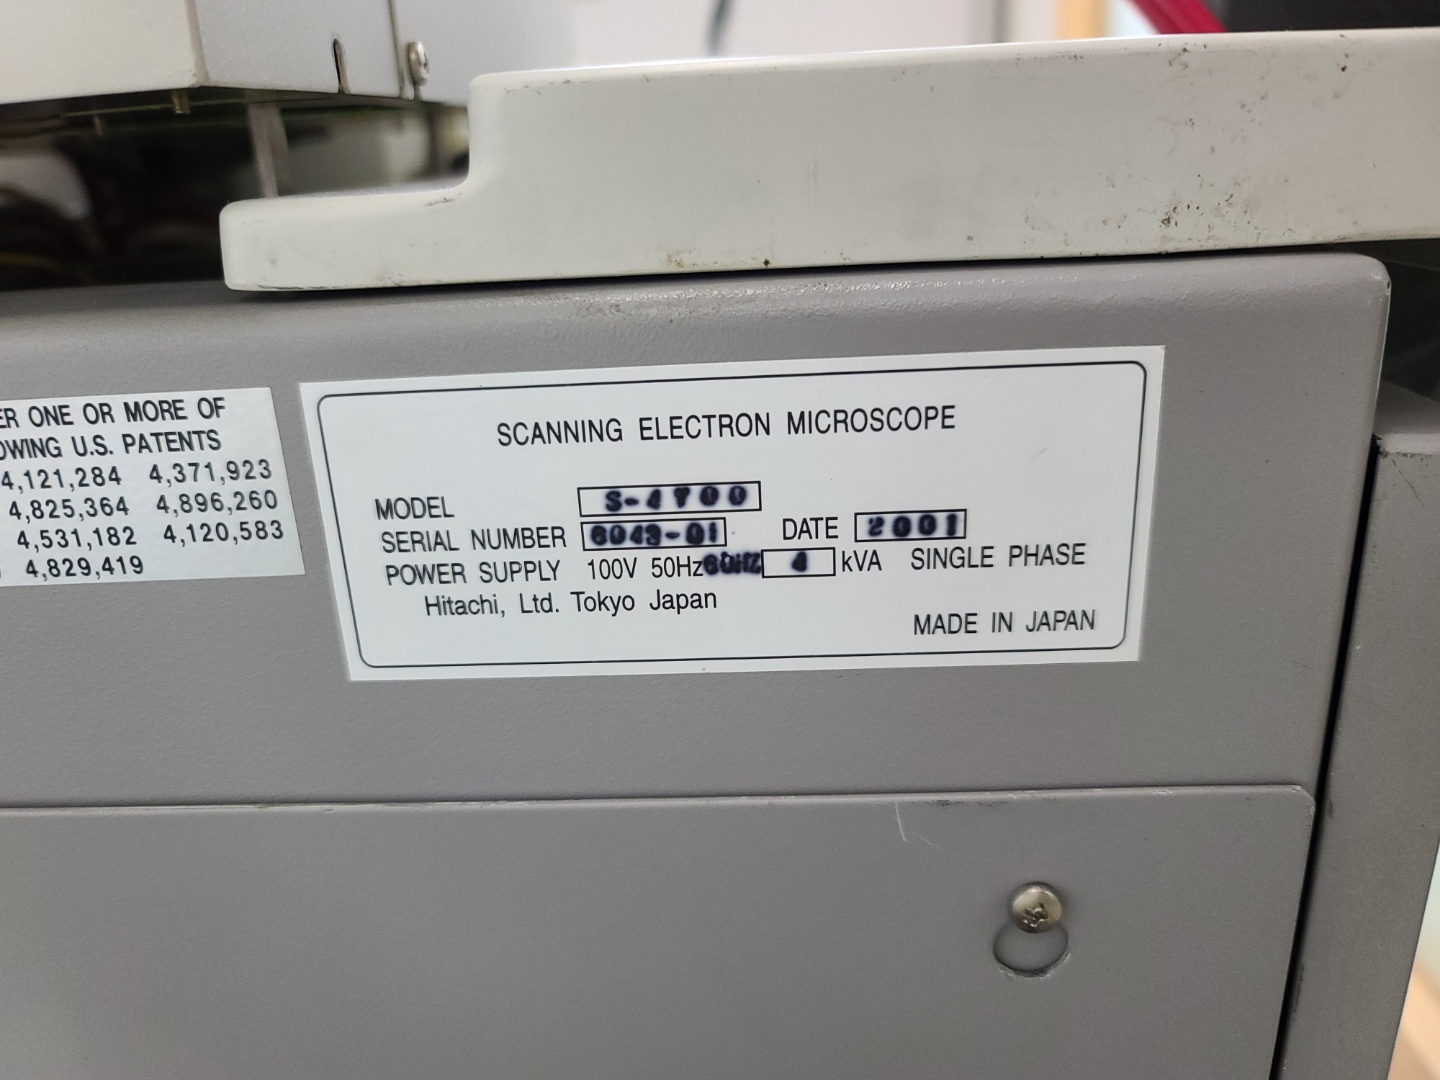 ER ONE OR MORE OF
OWING U.S. PATENTS
4,121,284 4,371,923
4,825,364 4,896,260
4,531,182 4,120,583
4,829,419
SCANNING ELECTRON MICROSCOPE
MODEL S-4700
SERIAL NUMBER 6043-01 DATE 2001
POWER SUPPLY 100V 50Hz 60Hz 4 kVA SINGLE PHASE
Hitachi, Ltd. Tokyo Japan
MADE IN JAPAN